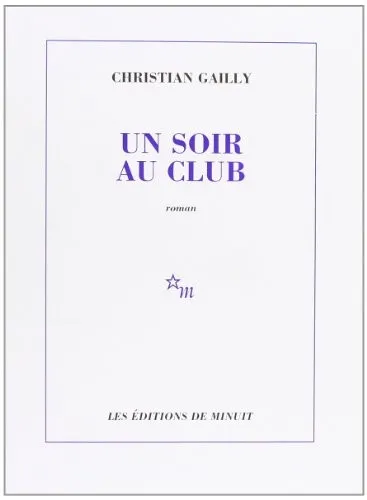 CHRISTIAN GAILLY
UN SOIR
AU CLUB
roman
m
LES ÉDITIONS DE MINUIT